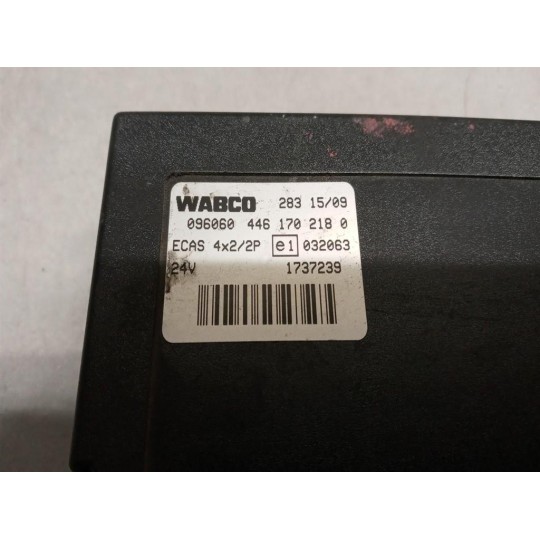 WABCO 283 15/09
096060 446 170 218 0
ECAS 4x2/2P e1 032063
24V 1737239